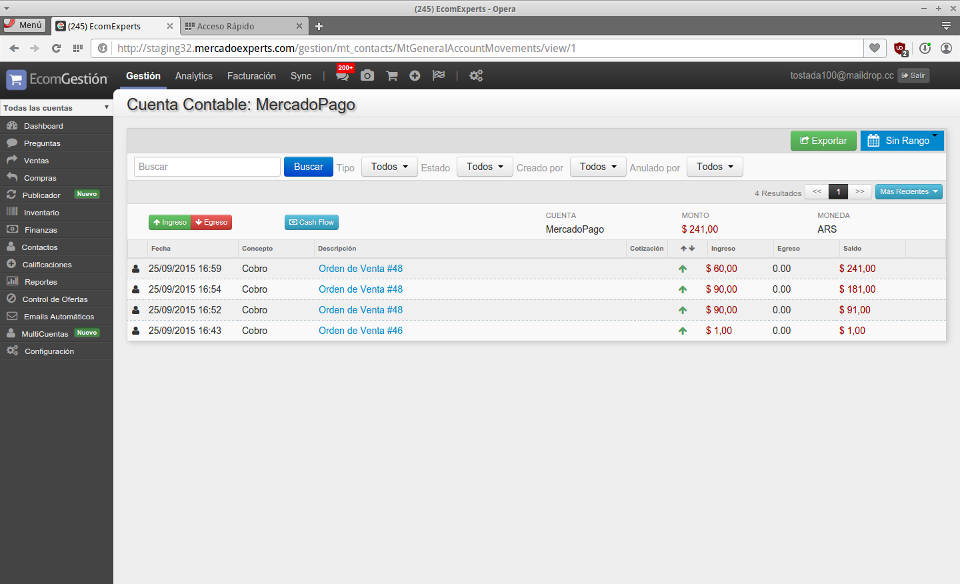 (245) EcomExperts - Opera
Menú
(245) EcomExperts
Acceso Rápido
http://staging32.mercadoexperts.com/gestion/mt_contacts/MtGeneralAccountMovements/view/1
2
EcomGestión
Gestión Analytics Facturación Sync | 200+ | tostada100@maildrop.cc Salir
Todas las cuentas
Dashboard
Preguntas
Ventas
Compras
Publicador Nuevo
Inventario
Finanzas
Contactos
Calificaciones
Reportes
Control de Ofertas
Emails Automáticos
MultiCuentas Nuevo
Configuración
Cuenta Contable: MercadoPago
Exportar Sin Rango
Buscar Buscar Tipo Todos Estado Todos Creado por Todos Anulado por Todos
4 Resultados << 1 >> Más Recientes
Ingreso Egreso Cash Flow
CUENTA MONTO MONEDA
MercadoPago $ 241,00 ARS
Fecha Concepto Descripción Cotización Ingreso Egreso Saldo
25/09/2015 16:59 Cobro Orden de Venta #48 $ 60,00 0.00 $ 241,00
25/09/2015 16:54 Cobro Orden de Venta #48 $ 90,00 0.00 $ 181,00
25/09/2015 16:52 Cobro Orden de Venta #48 $ 90,00 0.00 $ 91,00
25/09/2015 16:43 Cobro Orden de Venta #46 $ 1,00 0.00 $ 1,00